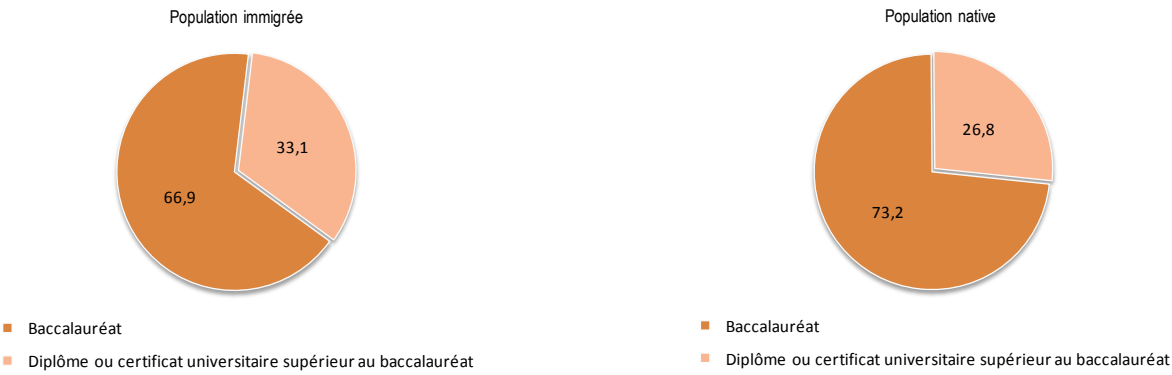 Population immigrée
33,1
66,9
Baccalauréat
Diplôme ou certificat universitaire supérieur au baccalauréat
Population native
26,8
73,2
Baccalauréat
Diplôme ou certificat universitaire supérieur au baccalauréat